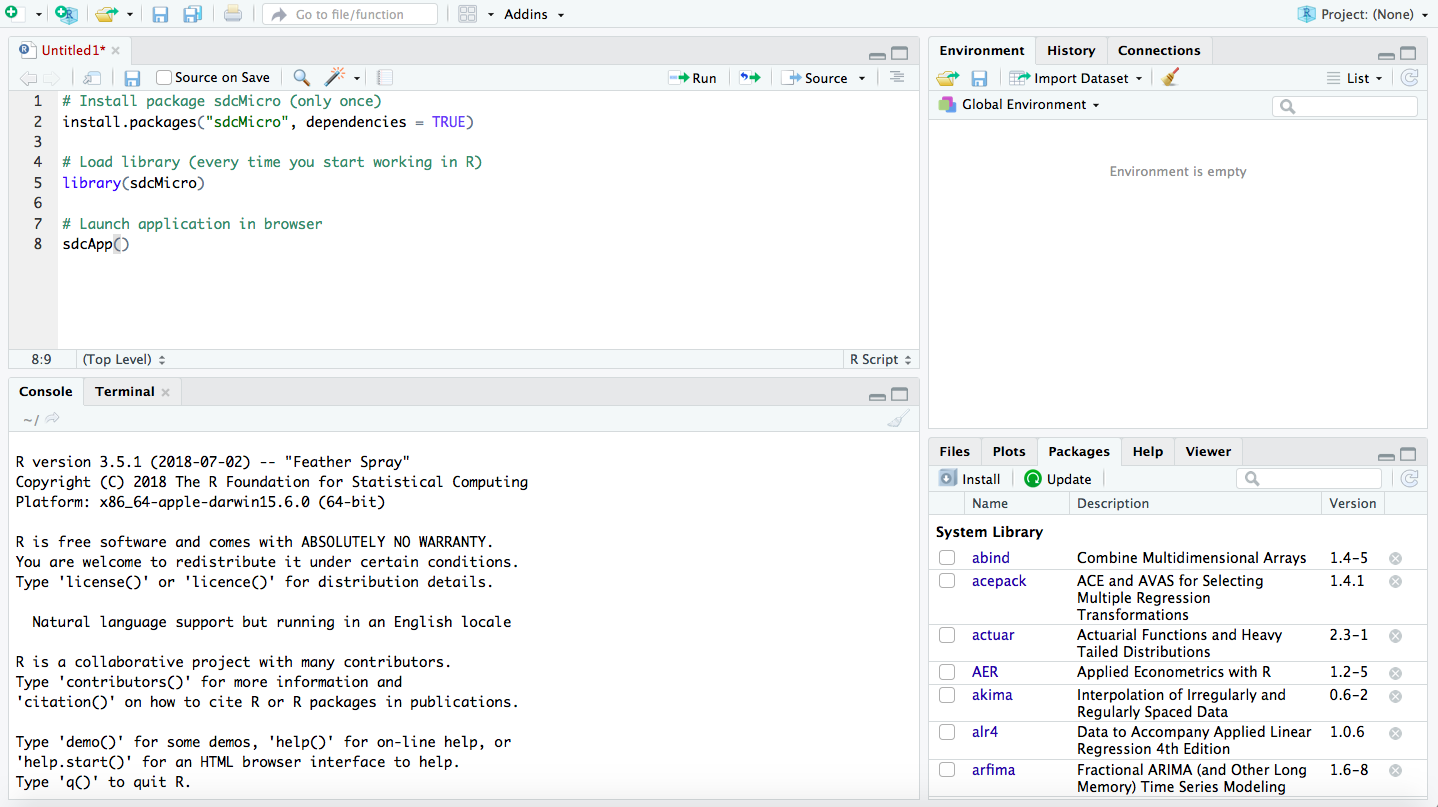 Go to file/function
Addins
Project: (None)
Untitled1*
Source on Save
Run
Source
1 # Install package sdcMicro (only once)
2 install.packages("sdcMicro", dependencies = TRUE)
3
4 # Load library (every time you start working in R)
5 library(sdcMicro)
6
7 # Launch application in browser
8 sdcApp()
8:9 (Top Level) R Script
Console Terminal
~/
R version 3.5.1 (2018-07-02) -- "Feather Spray"
Copyright (C) 2018 The R Foundation for Statistical Computing
Platform: x86_64-apple-darwin15.6.0 (64-bit)
R is free software and comes with ABSOLUTELY NO WARRANTY.
You are welcome to redistribute it under certain conditions.
Type 'license()' or 'licence()' for distribution details.
Natural language support but running in an English locale
R is a collaborative project with many contributors.
Type 'contributors()' for more information and
'citation()' on how to cite R or R packages in publications.
Type 'demo()' for some demos, 'help()' for on-line help, or
'help.start()' for an HTML browser interface to help.
Type 'q()' to quit R.
Environment History Connections
Import Dataset List
Global Environment
Environment is empty
Files Plots Packages Help Viewer
Install Update
Name Description Version
System Library
abind Combine Multidimensional Arrays 1.4-5
acepack ACE and AVAS for Selecting 1.4.1
Multiple Regression
Transformations
actuar Actuarial Functions and Heavy 2.3-1
Tailed Distributions
AER Applied Econometrics with R 1.2-5
akima Interpolation of Irregularly and 0.6-2
Regularly Spaced Data
alr4 Data to Accompany Applied Linear 1.0.6
Regression 4th Edition
arfima Fractional ARIMA (and Other Long 1.6-8
Memory) Time Series Modeling